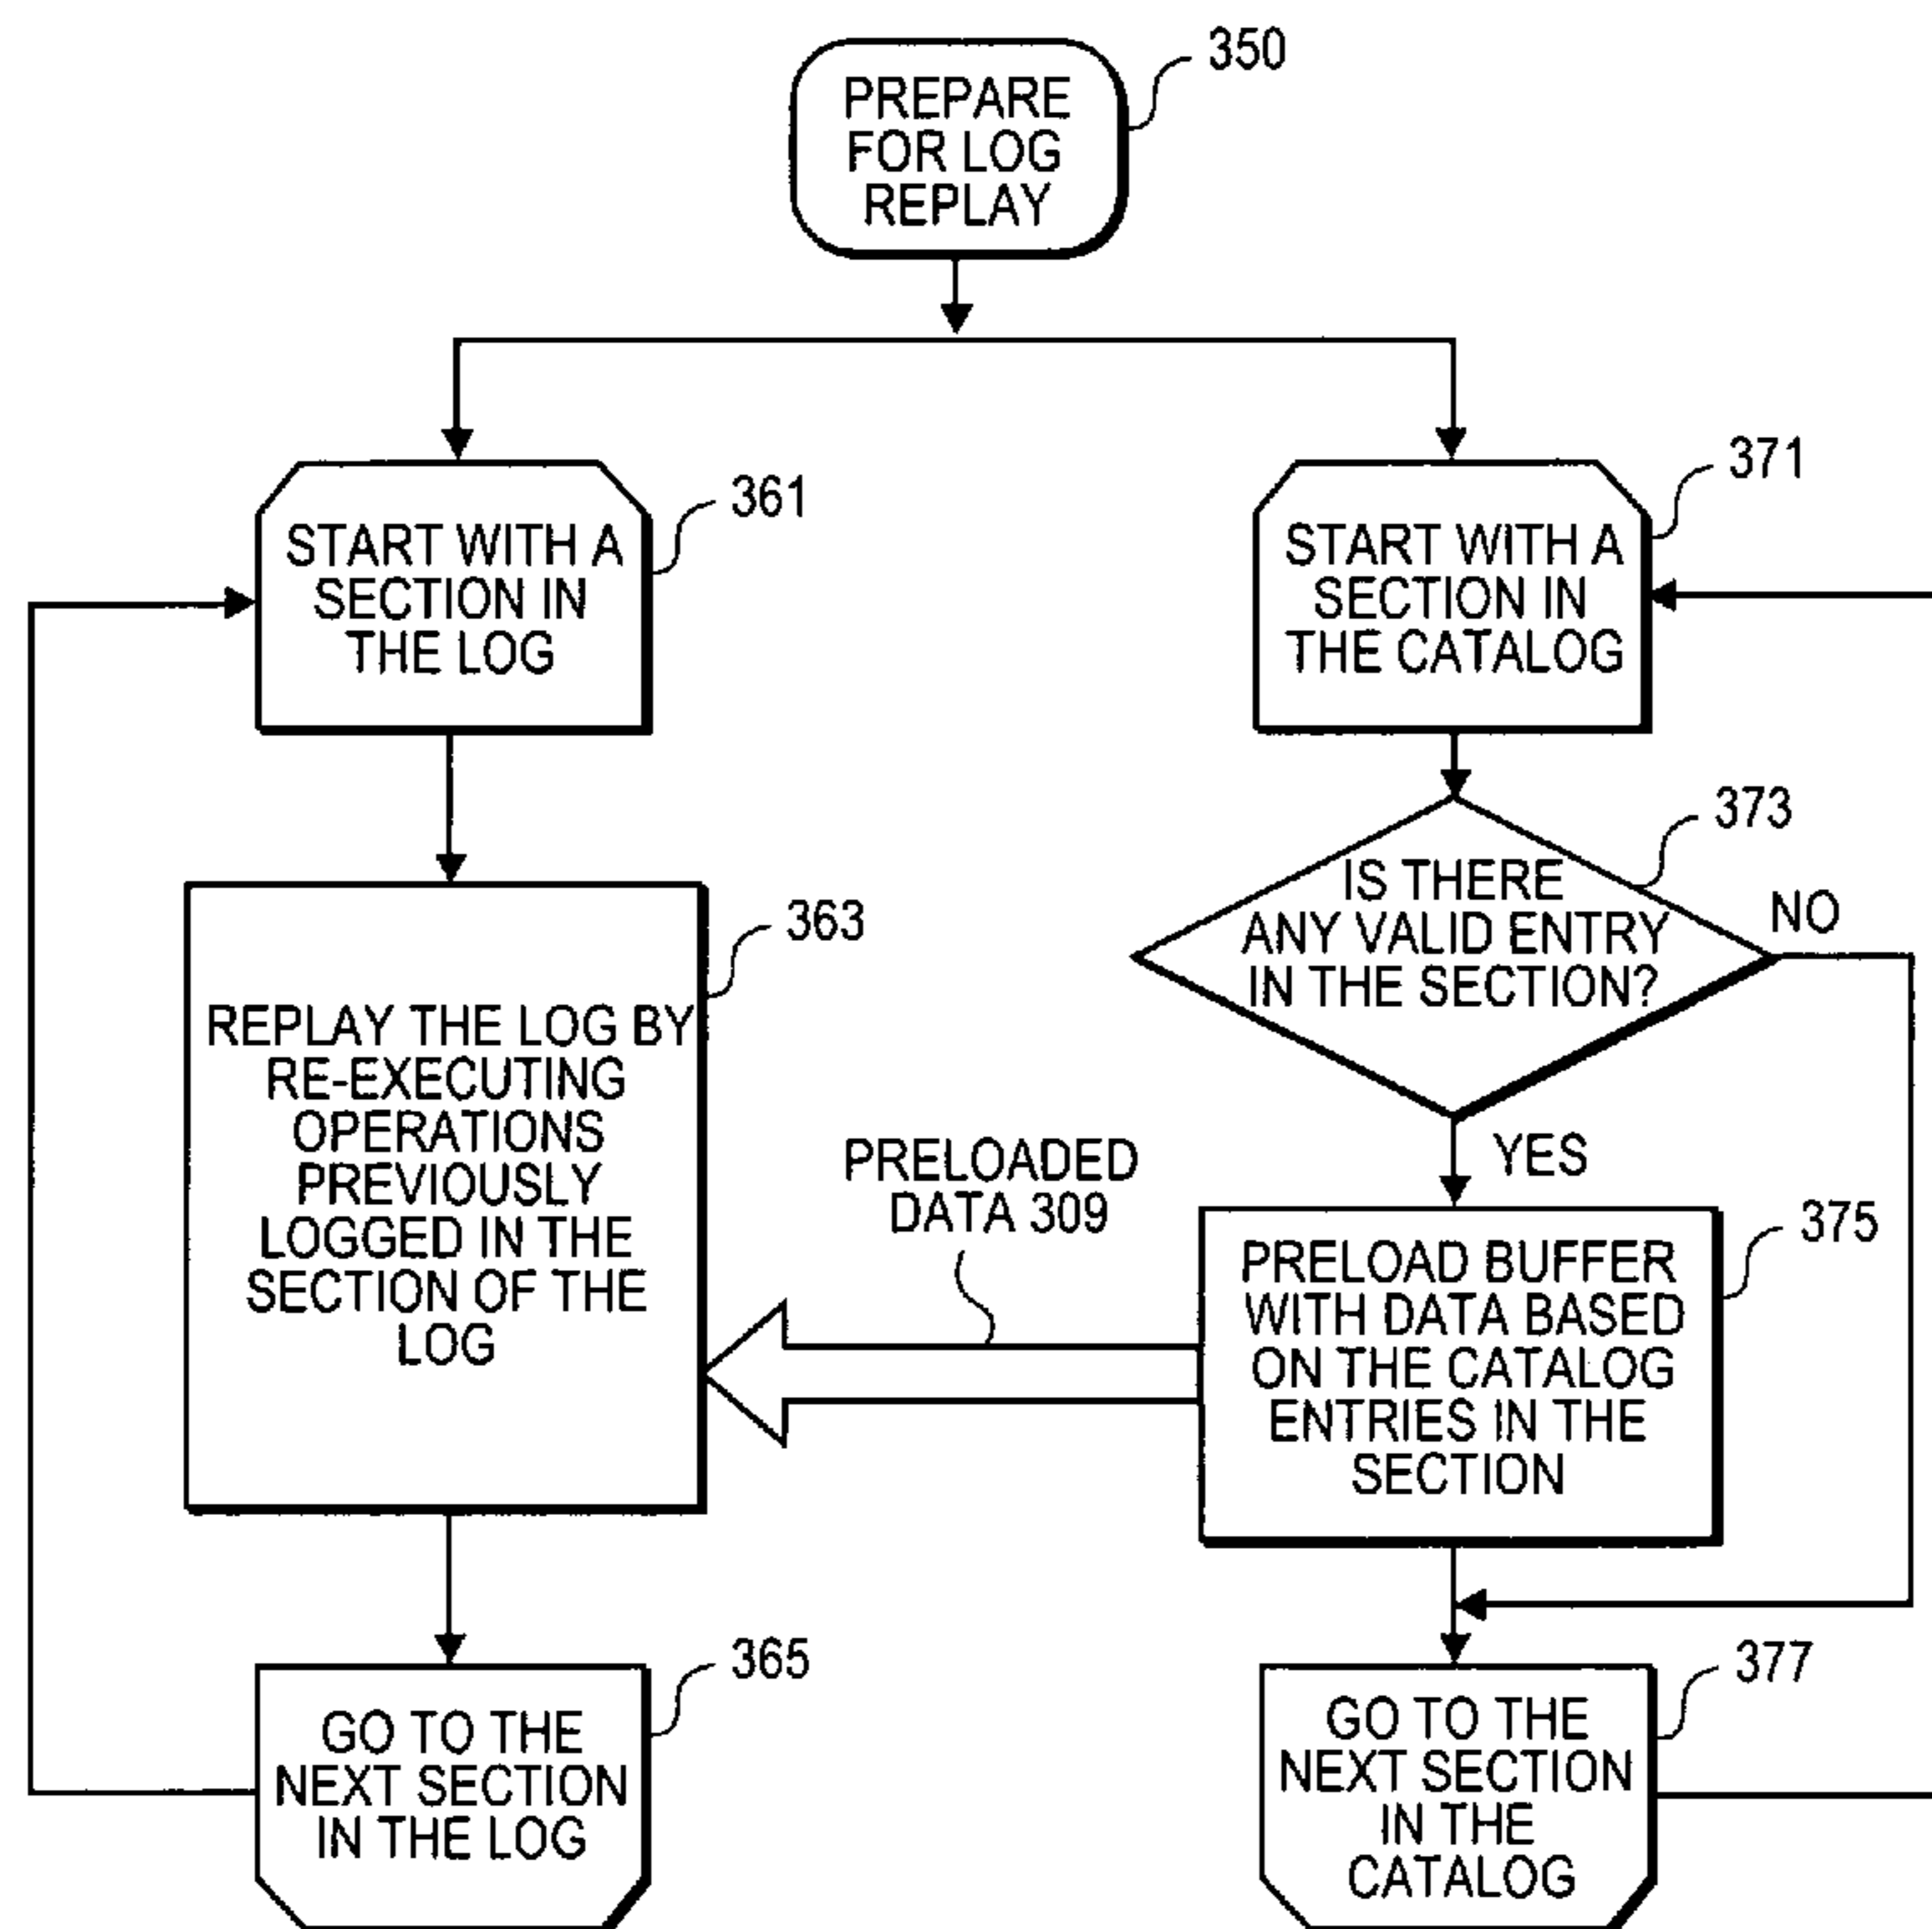 350
PREPARE
FOR LOG
REPLAY
361
START WITH A
SECTION IN
THE LOG
371
START WITH A
SECTION IN
THE CATALOG
373
IS THERE
ANY VALID ENTRY
IN THE SECTION?
NO
YES
363
REPLAY THE LOG BY
RE-EXECUTING
OPERATIONS
PREVIOUSLY
LOGGED IN THE
SECTION OF THE
LOG
PRELOADED
DATA 309
375
PRELOAD BUFFER
WITH DATA BASED
ON THE CATALOG
ENTRIES IN THE
SECTION
365
GO TO THE
NEXT SECTION
IN THE LOG
377
GO TO THE
NEXT SECTION
IN THE
CATALOG